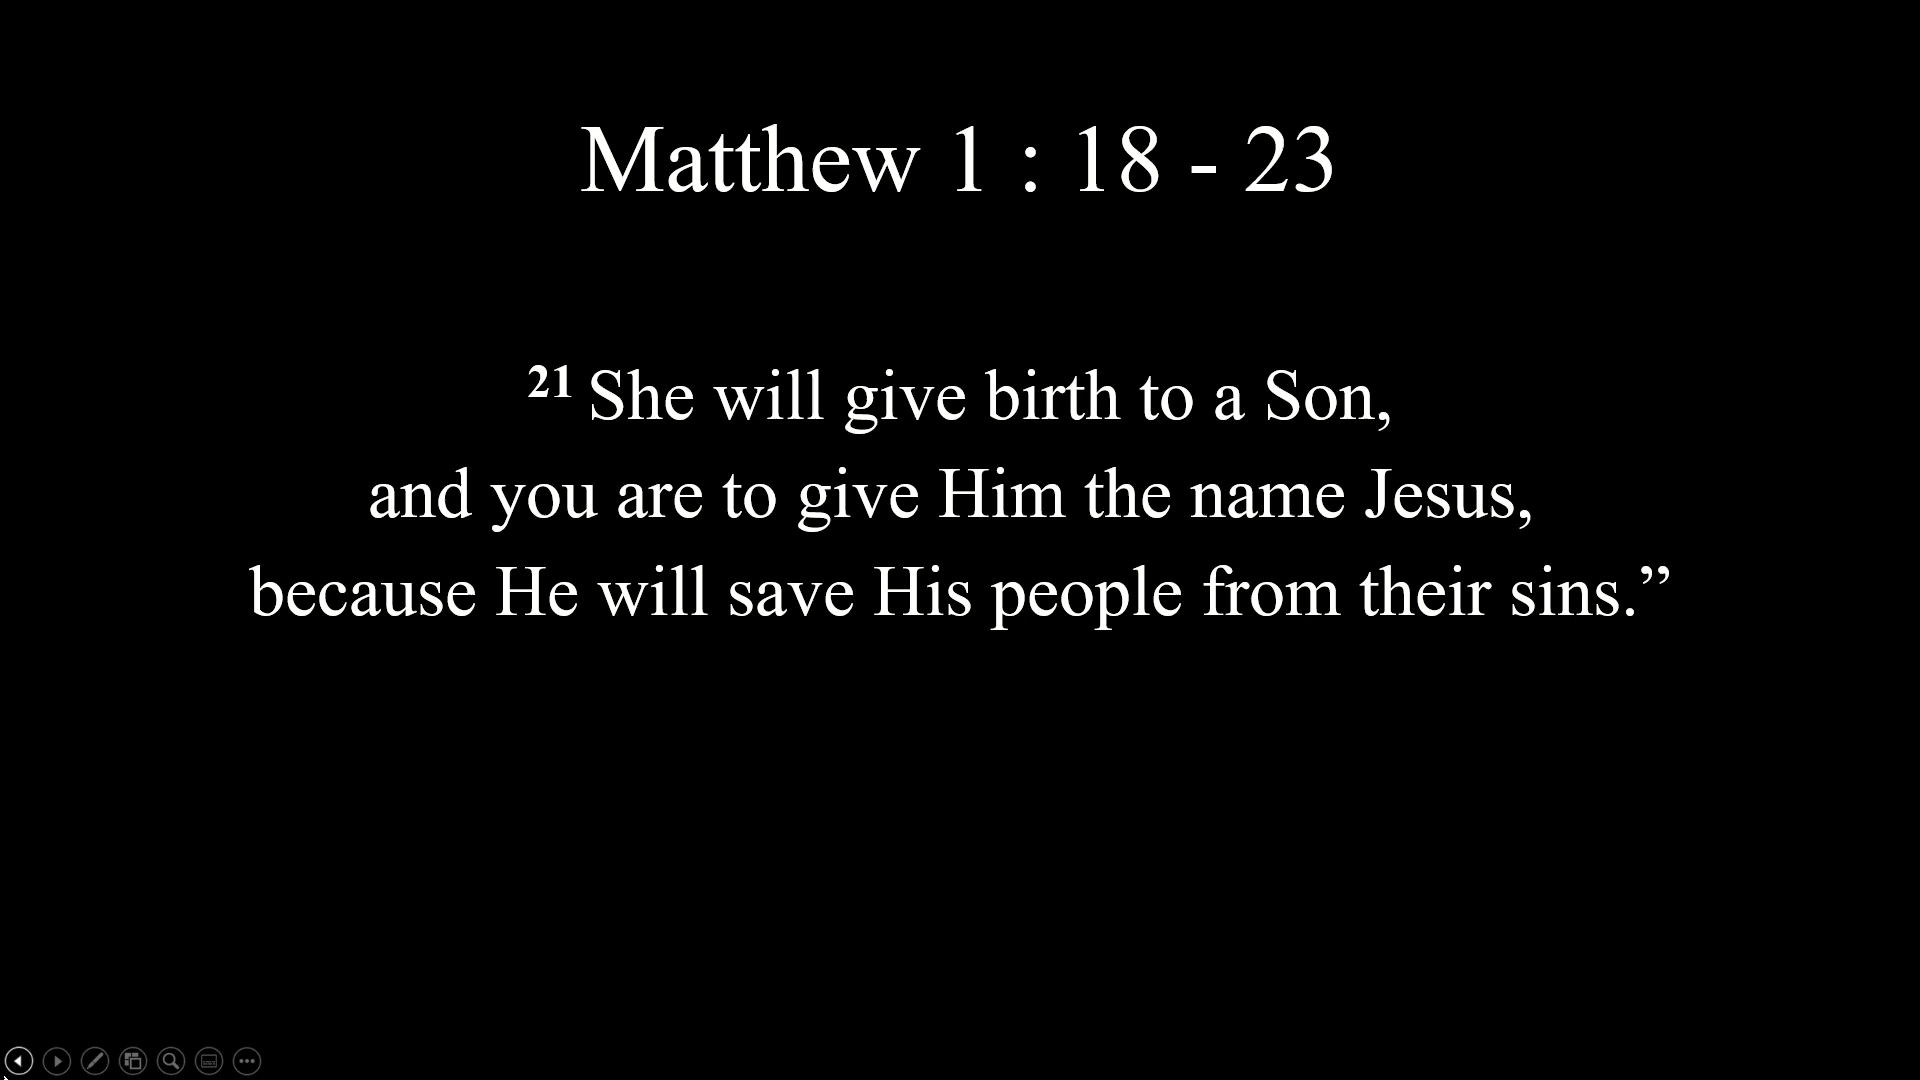 Matthew 1 : 18 - 23
21 She will give birth to a Son,
and you are to give Him the name Jesus,
because He will save His people from their sins.”